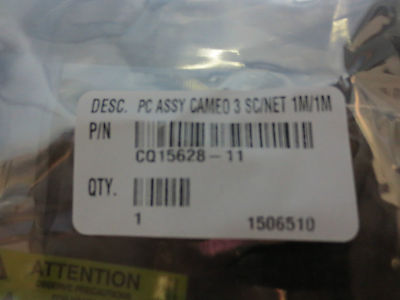 DESC. PC ASSY CAMEO 3 SC/NET 1M/1M
P/N
CQ15628-11
QTY.
1 1506510
ATTENTION